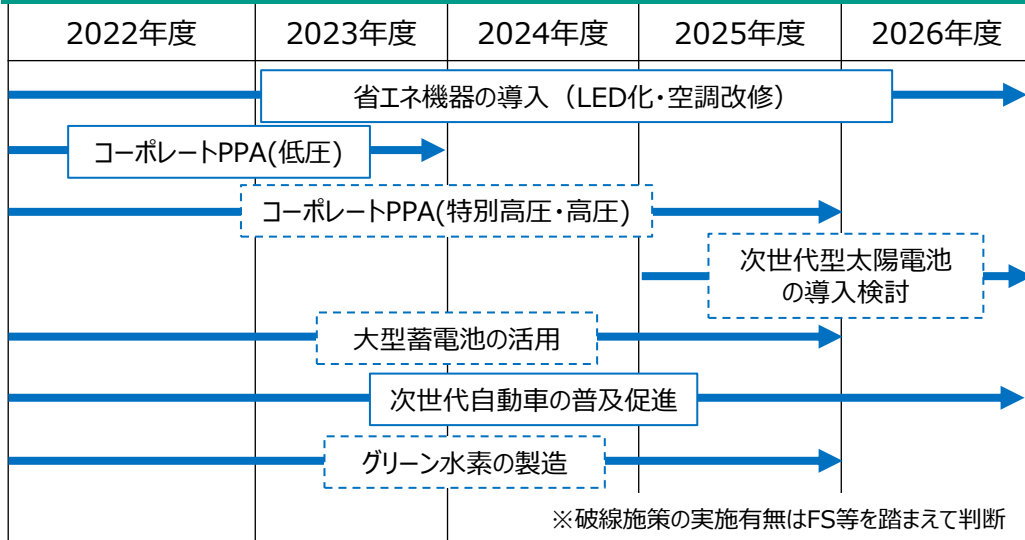 2022年度 2023年度 2024年度 2025年度 2026年度
省エネ機器の導入（LED化・空調改修）
コーポレートPPA(低圧)
コーポレートPPA(特別高圧・高圧)
次世代型太陽電池
の導入検討
大型蓄電池の活用
次世代自動車の普及促進
グリーン水素の製造
※破線施策の実施有無はFS等を踏まえて判断